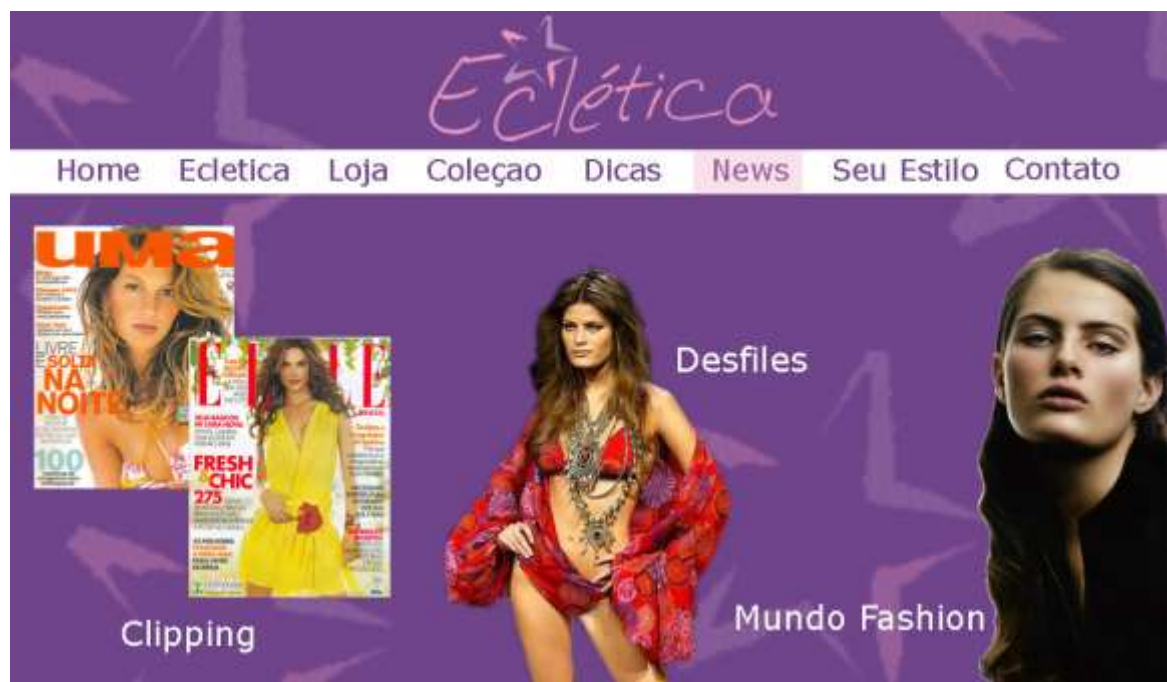 Eclética
Home Ecletica Loja Coleçao Dicas News Seu Estilo Contato
uma
LIVRE
E SOLTA
NA
NOITE
100
ELLE
BRASIL
FRESH
& CHIC
275
Desfiles
Mundo Fashion
Clipping